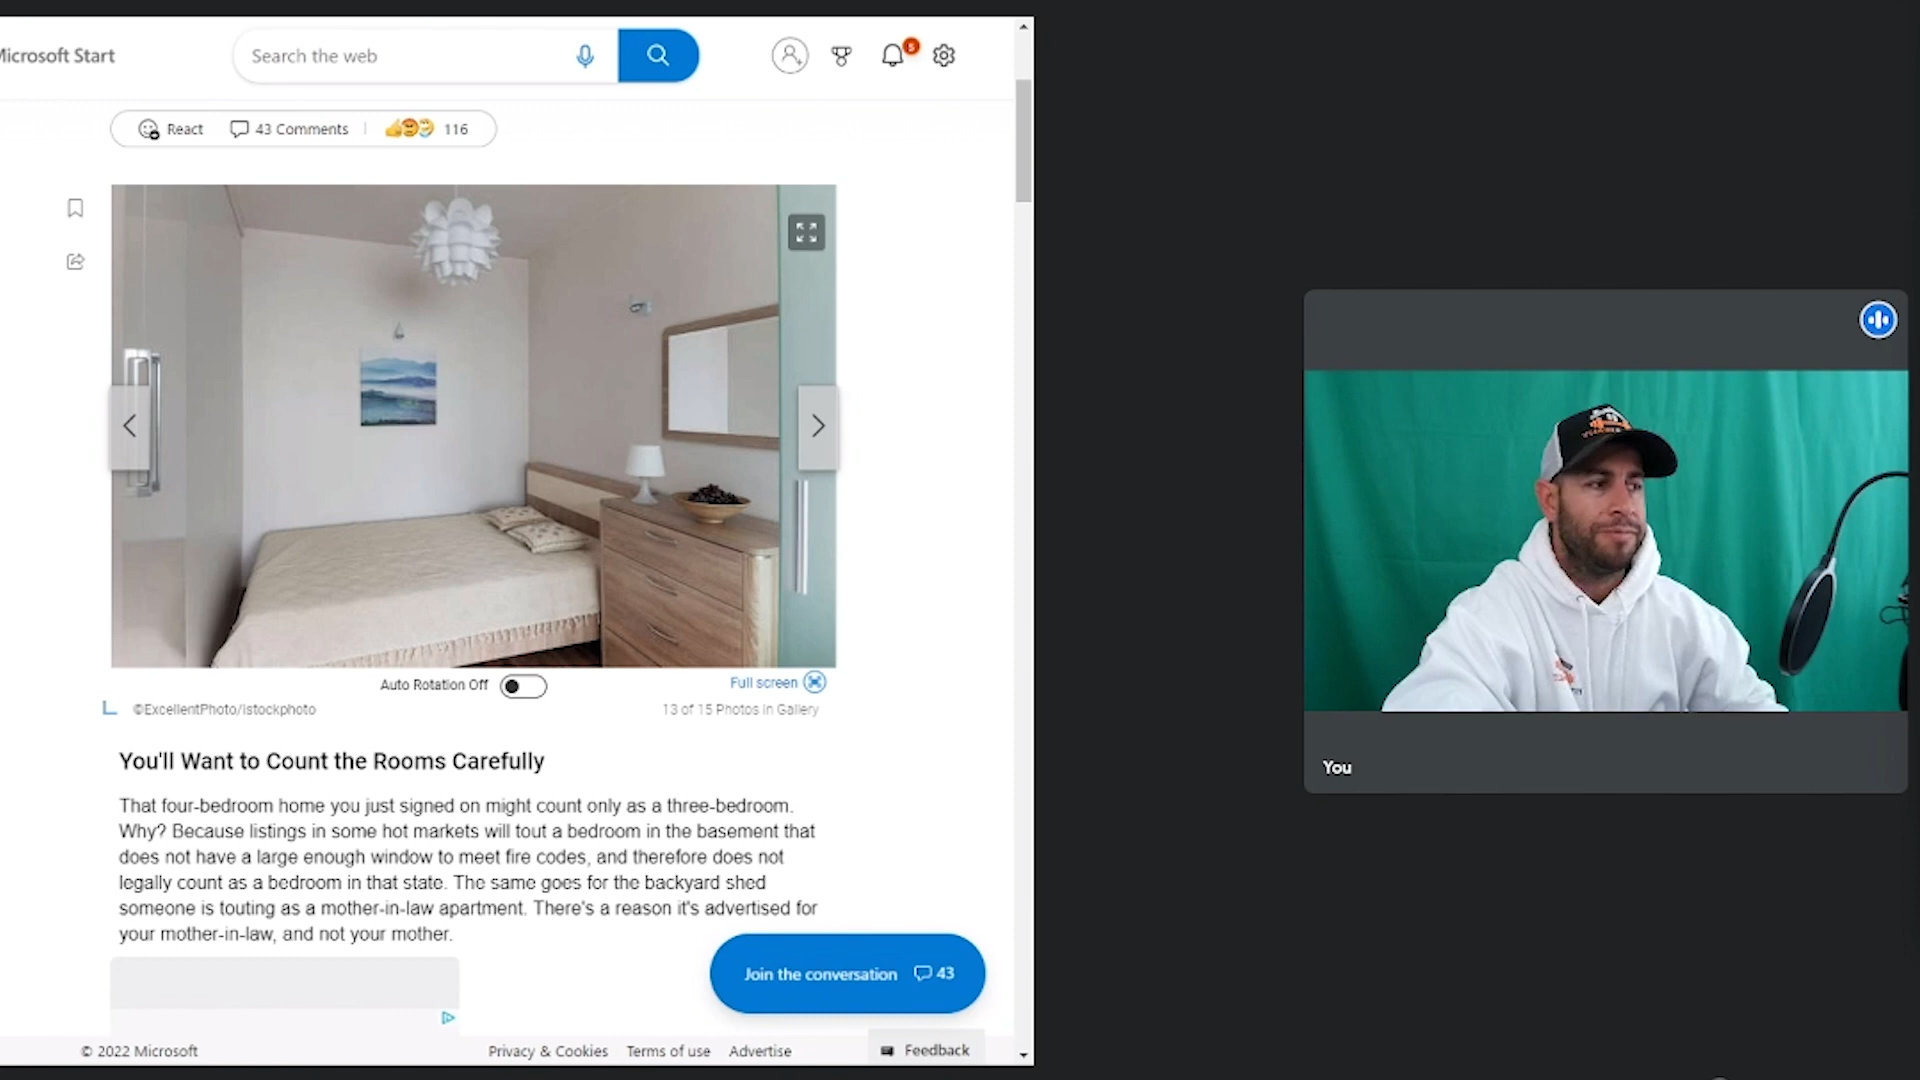 Microsoft Start
Search the web
5
React
43 Comments
116
Auto Rotation Off
Full screen
©ExcellentPhoto/istockphoto
13 of 15 Photos in Gallery
You'll Want to Count the Rooms Carefully
That four-bedroom home you just signed on might count only as a three-bedroom.
Why? Because listings in some hot markets will tout a bedroom in the basement that
does not have a large enough window to meet fire codes, and therefore does not
legally count as a bedroom in that state. The same goes for the backyard shed
someone is touting as a mother-in-law apartment. There's a reason it's advertised for
your mother-in-law, and not your mother.
Join the conversation
43
© 2022 Microsoft
Privacy & Cookies
Terms of use
Advertise
Feedback
You